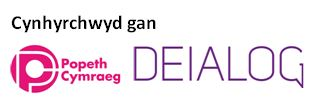 Cynhyrchwyd gan
Popeth
Cymraeg
DEIALOG